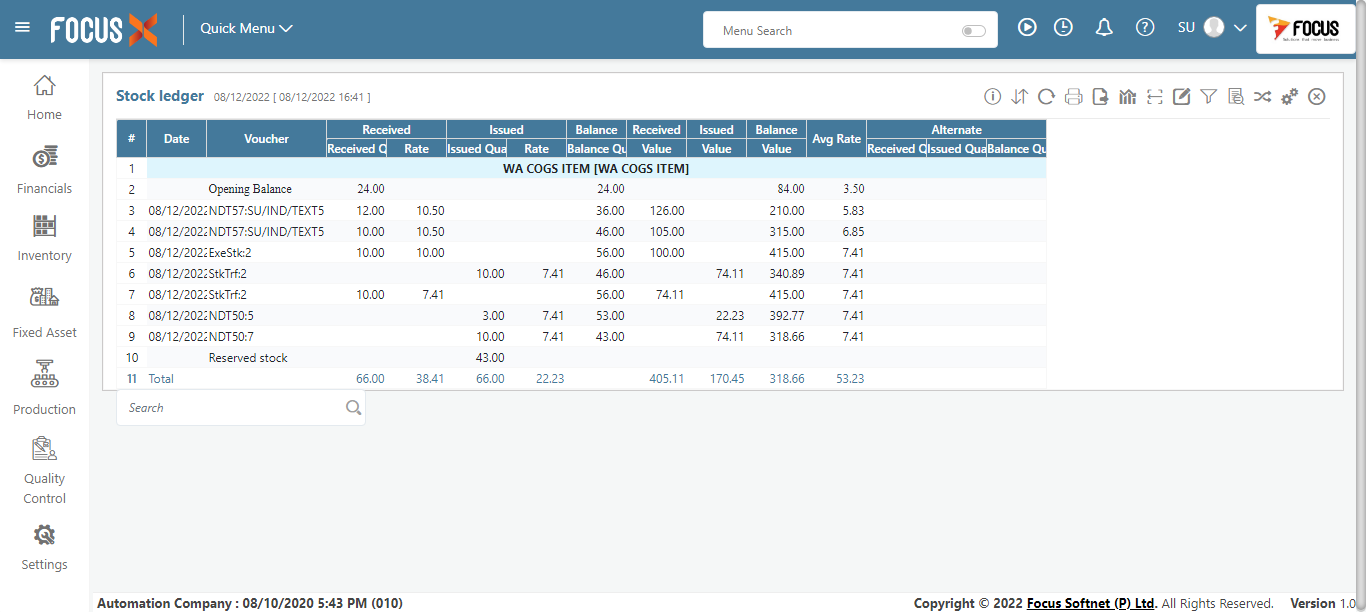 FOCUS X
Quick Menu
Menu Search
SU
FOCUS
Home
Financials
Inventory
Fixed Asset
Production
Quality
Control
Settings
Stock ledger 08/12/2022 [ 08/12/2022 16:41 ]
# Date Voucher Received Issued Balance Received Issued Balance Avg Rate Alternate
Received Q Rate Issued Qua Rate Balance Qu Value Value Value Received Q Issued Qua Balance Qu
1 WA COGS ITEM [WA COGS ITEM]
2 Opening Balance 24.00 24.00 84.00 3.50
3 08/12/2022 NDT57:SU/IND/TEXT5 12.00 10.50 36.00 126.00 210.00 5.83
4 08/12/2022 NDT57:SU/IND/TEXT5 10.00 10.50 46.00 105.00 315.00 6.85
5 08/12/2022 ExeStk:2 10.00 10.00 56.00 100.00 415.00 7.41
6 08/12/2022 StkTrf:2 10.00 7.41 46.00 74.11 340.89 7.41
7 08/12/2022 StkTrf:2 10.00 7.41 56.00 74.11 415.00 7.41
8 08/12/2022 NDT50:5 3.00 7.41 53.00 22.23 392.77 7.41
9 08/12/2022 NDT50:7 10.00 7.41 43.00 74.11 318.66 7.41
10 Reserved stock 43.00
11 Total 66.00 38.41 66.00 22.23 405.11 170.45 318.66 53.23
Search
Automation Company : 08/10/2020 5:43 PM (010)
Copyright © 2022 Focus Softnet (P) Ltd. All Rights Reserved. Version 1.0